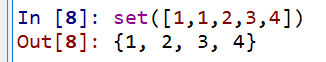 In [8]: set([1,1,2,3,4])
Out[8]: {1, 2, 3, 4}